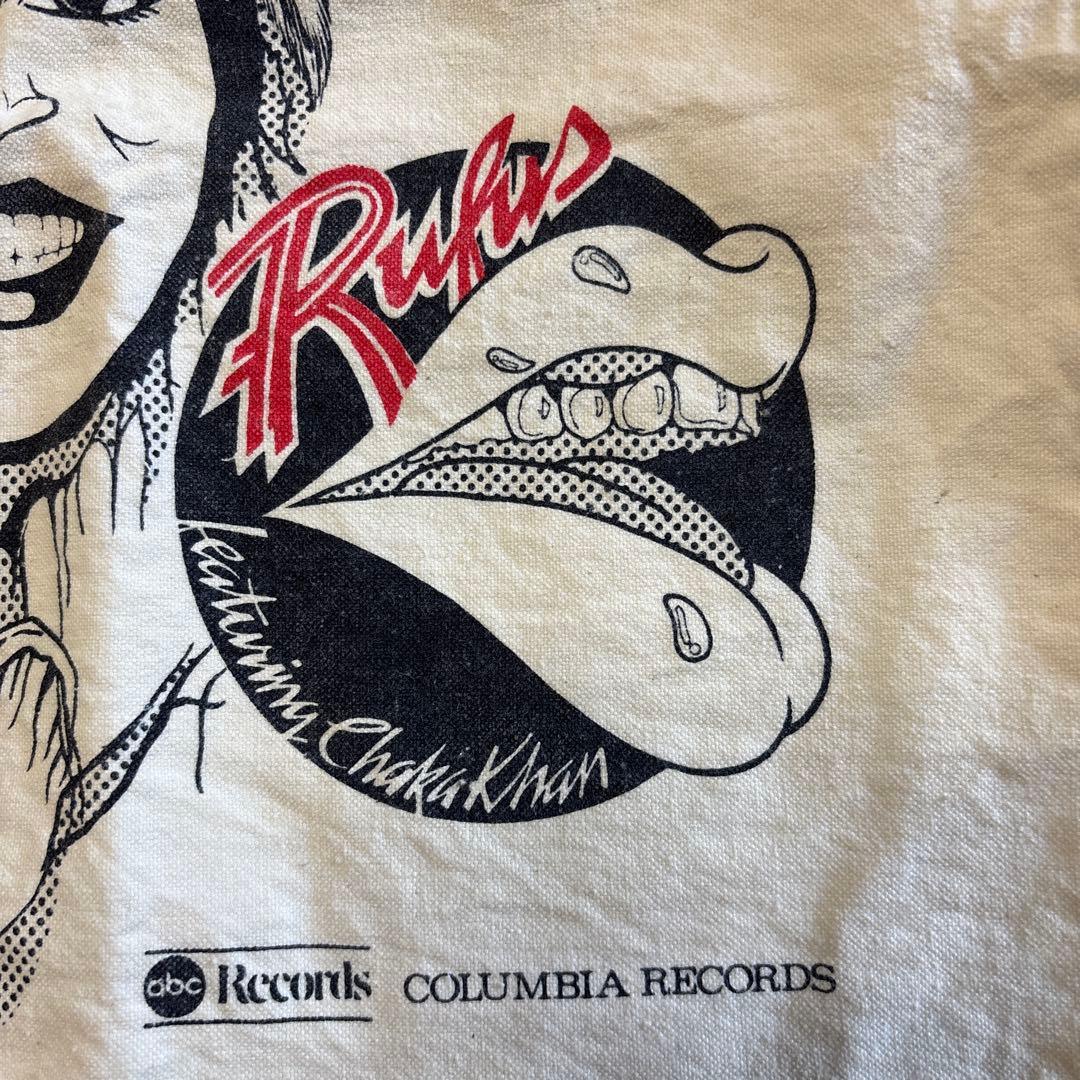 Rufus
featuring Chaka Khan
abc Records COLUMBIA RECORDS